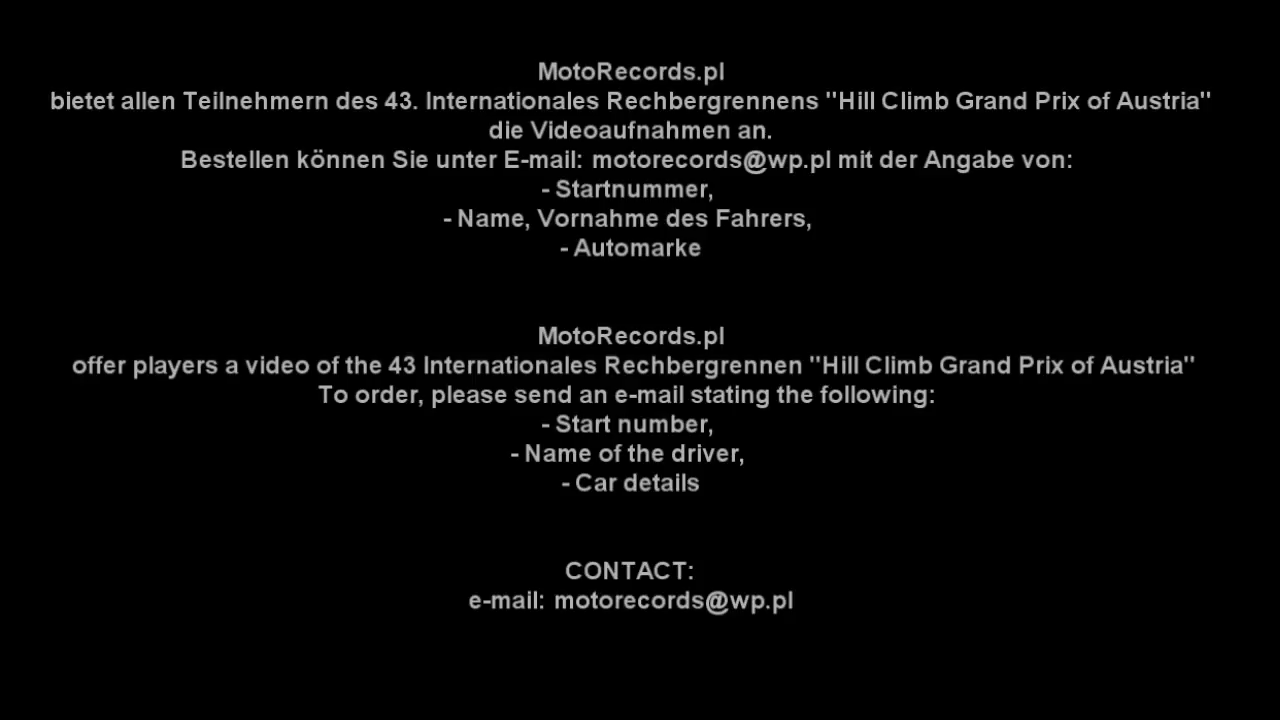 MotoRecords.pl
bietet allen Teilnehmern des 43. Internationales Rechbergrennens "Hill Climb Grand Prix of Austria"
die Videoaufnahmen an.
Bestellen können Sie unter E-mail: motorecords@wp.pl mit der Angabe von:
- Startnummer,
- Name, Vornahme des Fahrers,
- Automarke
MotoRecords.pl
offer players a video of the 43 Internationales Rechbergrennen "Hill Climb Grand Prix of Austria"
To order, please send an e-mail stating the following:
- Start number,
- Name of the driver,
- Car details
CONTACT:
e-mail: motorecords@wp.pl